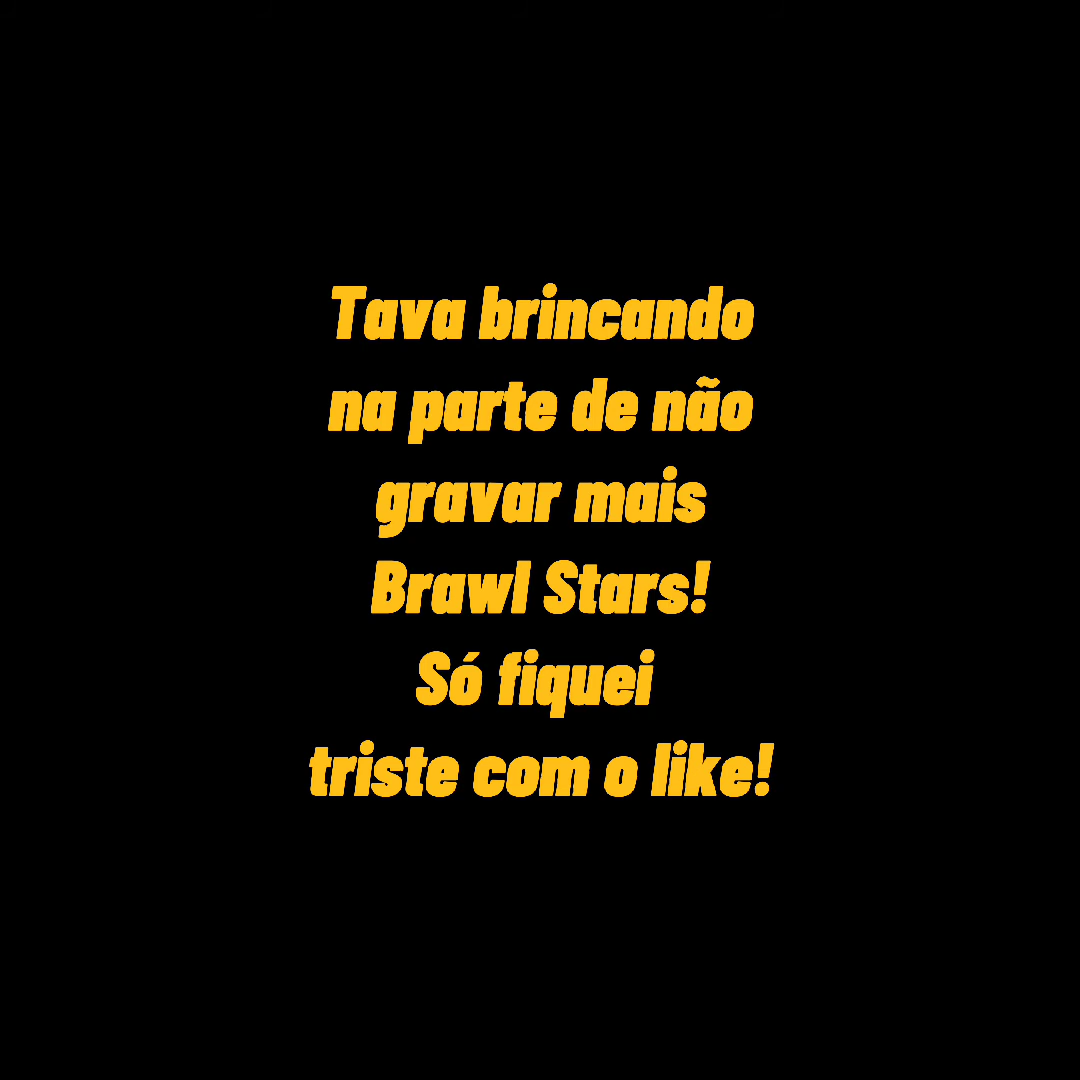 Tava brincando
na parte de não
gravar mais
Brawl Stars!
Só fiquei
triste com o like!